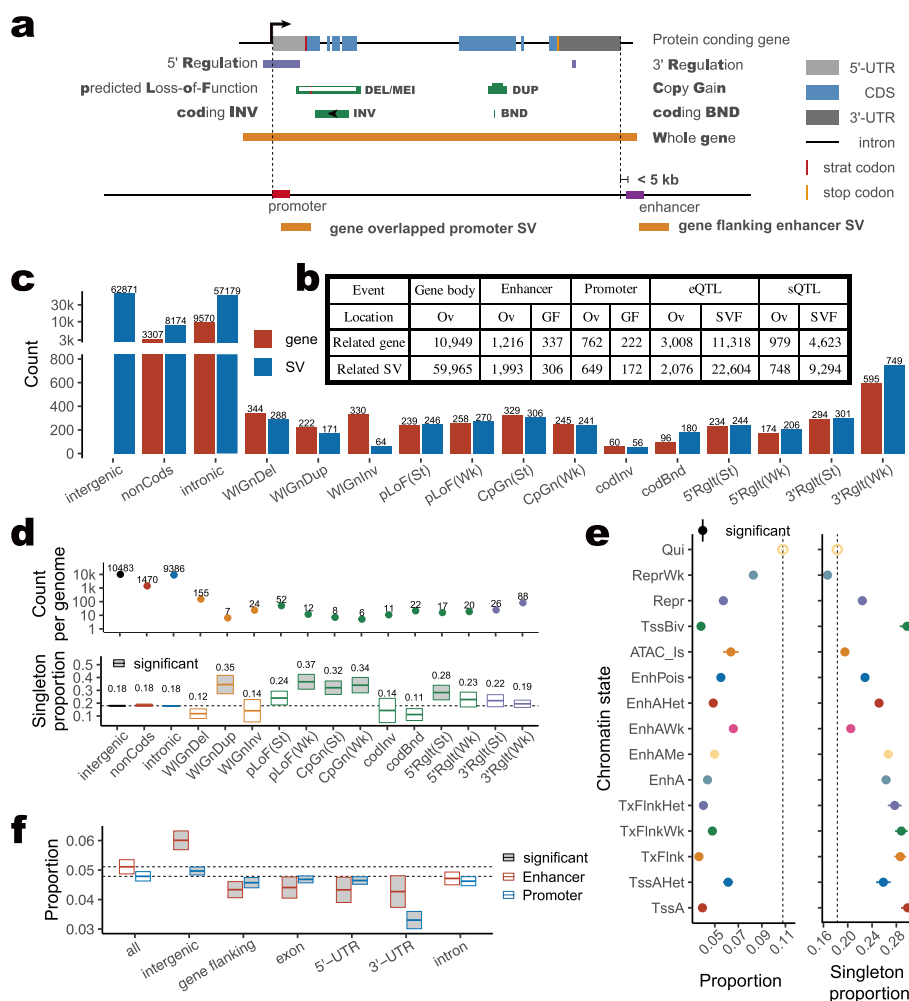 a
Protein conding gene
5' Regulation
3' Regulation
predicted Loss-of-Function
DEL/MEI
DUP
Copy Gain
coding INV
INV
BND
coding BND
Whole gene
< 5 kb
promoter
enhancer
gene overlapped promoter SV
gene flanking enhancer SV
5'-UTR
CDS
3'-UTR
intron
strat codon
stop codon
b
Event Gene body Enhancer Promoter eQTL sQTL
Location Ov Ov GF Ov GF Ov SVF Ov SVF
Related gene 10,949 1,216 337 762 222 3,008 11,318 979 4,623
Related SV 59,965 1,993 306 649 172 2,076 22,604 748 9,294
c
Count
30k
10k
3k
800
600
400
200
0
gene
SV
62871
3307 8174
9570 57179
344 288
222 171
330 64
239 246
258 270
329 306
245 241
60 56
96 180
234 244
174 206
294 301
595 749
intergenic
nonCods
intronic
WIGnDel
WIGnDup
WIGnInv
pLoF(St)
pLoF(Wk)
CpGn(St)
CpGn(Wk)
codInv
codBnd
5'Rglt(St)
5'Rglt(Wk)
3'Rglt(St)
3'Rglt(Wk)
d
Count
per genome
10k
1k
100
10
1
10483 1470 9386 155 7 24 52 12 8 6 11 22 17 20 26 88
Singleton
proportion
0.5
0.4
0.3
0.2
0.1
significant
0.18 0.18 0.18 0.12 0.35 0.14 0.24 0.37 0.32 0.34 0.14 0.11 0.28 0.23 0.22 0.19
intergenic
nonCods
intronic
WIGnDel
WIGnDup
WIGnInv
pLoF(St)
pLoF(Wk)
CpGn(St)
CpGn(Wk)
codInv
codBnd
5'Rglt(St)
5'Rglt(Wk)
3'Rglt(St)
3'Rglt(Wk)
e
significant
Chromatin state
Qui
ReprWk
Repr
TssBiv
ATAC_Is
EnhPois
EnhAHet
EnhAWk
EnhAMe
EnhA
TxFlnkHet
TxFlnkWk
TxFlnk
TssAHet
TssA
0.05 0.07 0.09 0.11
Proportion
0.16 0.20 0.24 0.28
Singleton
proportion
f
Proportion
0.06
0.05
0.04
0.03
significant
Enhancer
Promoter
all
intergenic
gene flanking
exon
5'−UTR
3'−UTR
intron